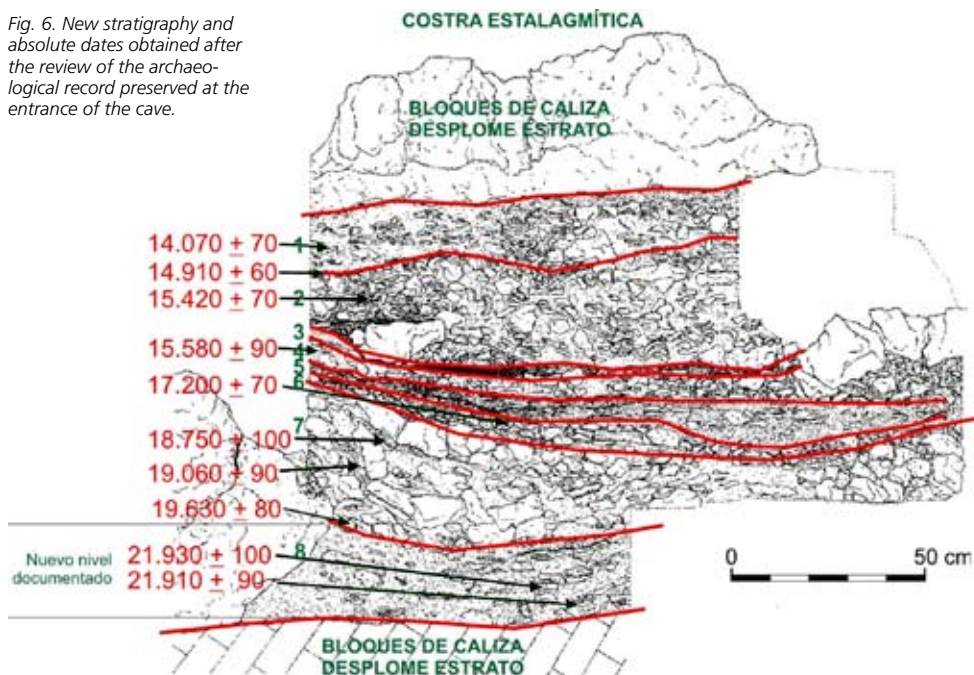 Fig. 6. New stratigraphy and
absolute dates obtained after
the review of the archaeo-
logical record preserved at the
entrance of the cave.
COSTRA ESTALAGMÍTICA
BLOQUES DE CALIZA
DESPLOME ESTRATO
14.070 ± 70
1
14.910 ± 60
15.420 ± 70
2
3
15.580 ± 90
4
5
17.200 ± 70
6
7
18.750 ± 100
19.060 ± 90
19.630 ± 80
Nuevo nivel
documentado
21.930 ± 100
8
21.910 ± 90
0 50 cm
BLOQUES DE CALIZA
DESPLOME ESTRATO